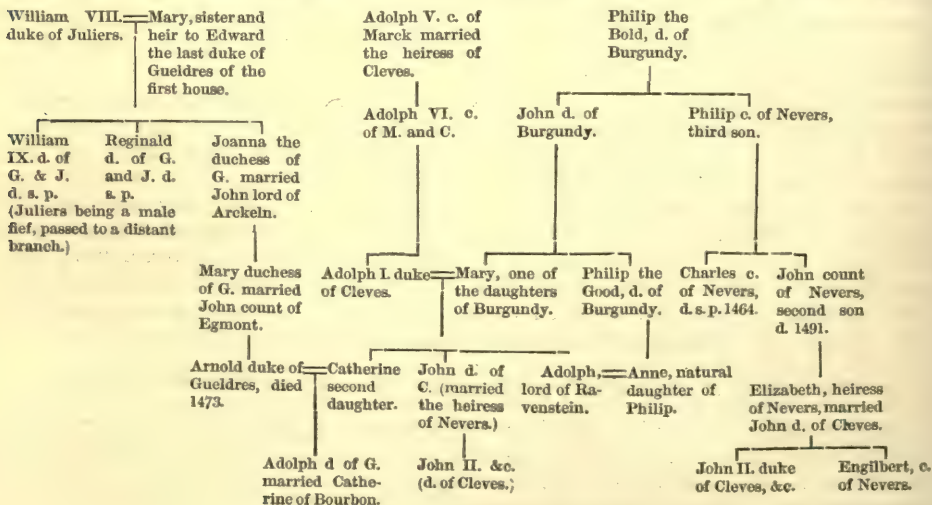 William VIII.
duke of Juliers.
Mary, sister and
heir to Edward
the last duke of
Gueldres of the
first house.
Adolph V. c. of
Marck married
the heiress of
Cleves.
Philip the
Bold, d. of
Burgundy.
William
IX. d. of
G. & J.
d. s. p.
Reginald
d. of G.
and J. d.
s. p.
(Juliers being a male
fief, passed to a distant
branch.)
Joanna the
duchess of
G. married
John lord of
Arckeln.
Adolph VI. c.
of M. and C.
John d. of
Burgundy.
Philip c. of Nevers,
third son.
Mary duchess
of G. married
John count of
Egmont.
Adolph I. duke
of Cleves.
Mary, one of
the daughters
of Burgundy.
Philip the
Good, d. of
Burgundy.
Charles c.
of Nevers,
d. s. p. 1464.
John count
of Nevers,
second son
d. 1491.
Arnold duke of
Gueldres, died
1473.
Catherine
second
daughter.
John d. of
C. (married
the heiress
of Nevers.)
Adolph,
lord of Ra-
venstein.
Anne, natural
daughter of
Philip.
Elizabeth, heiress
of Nevers, married
John d. of Cleves.
Adolph d of G.
married Cathe-
rine of Bourbon.
John II. &c.
(d. of Cleves.)
John II. duke
of Cleves, &c.
Engilbert, c.
of Nevers.